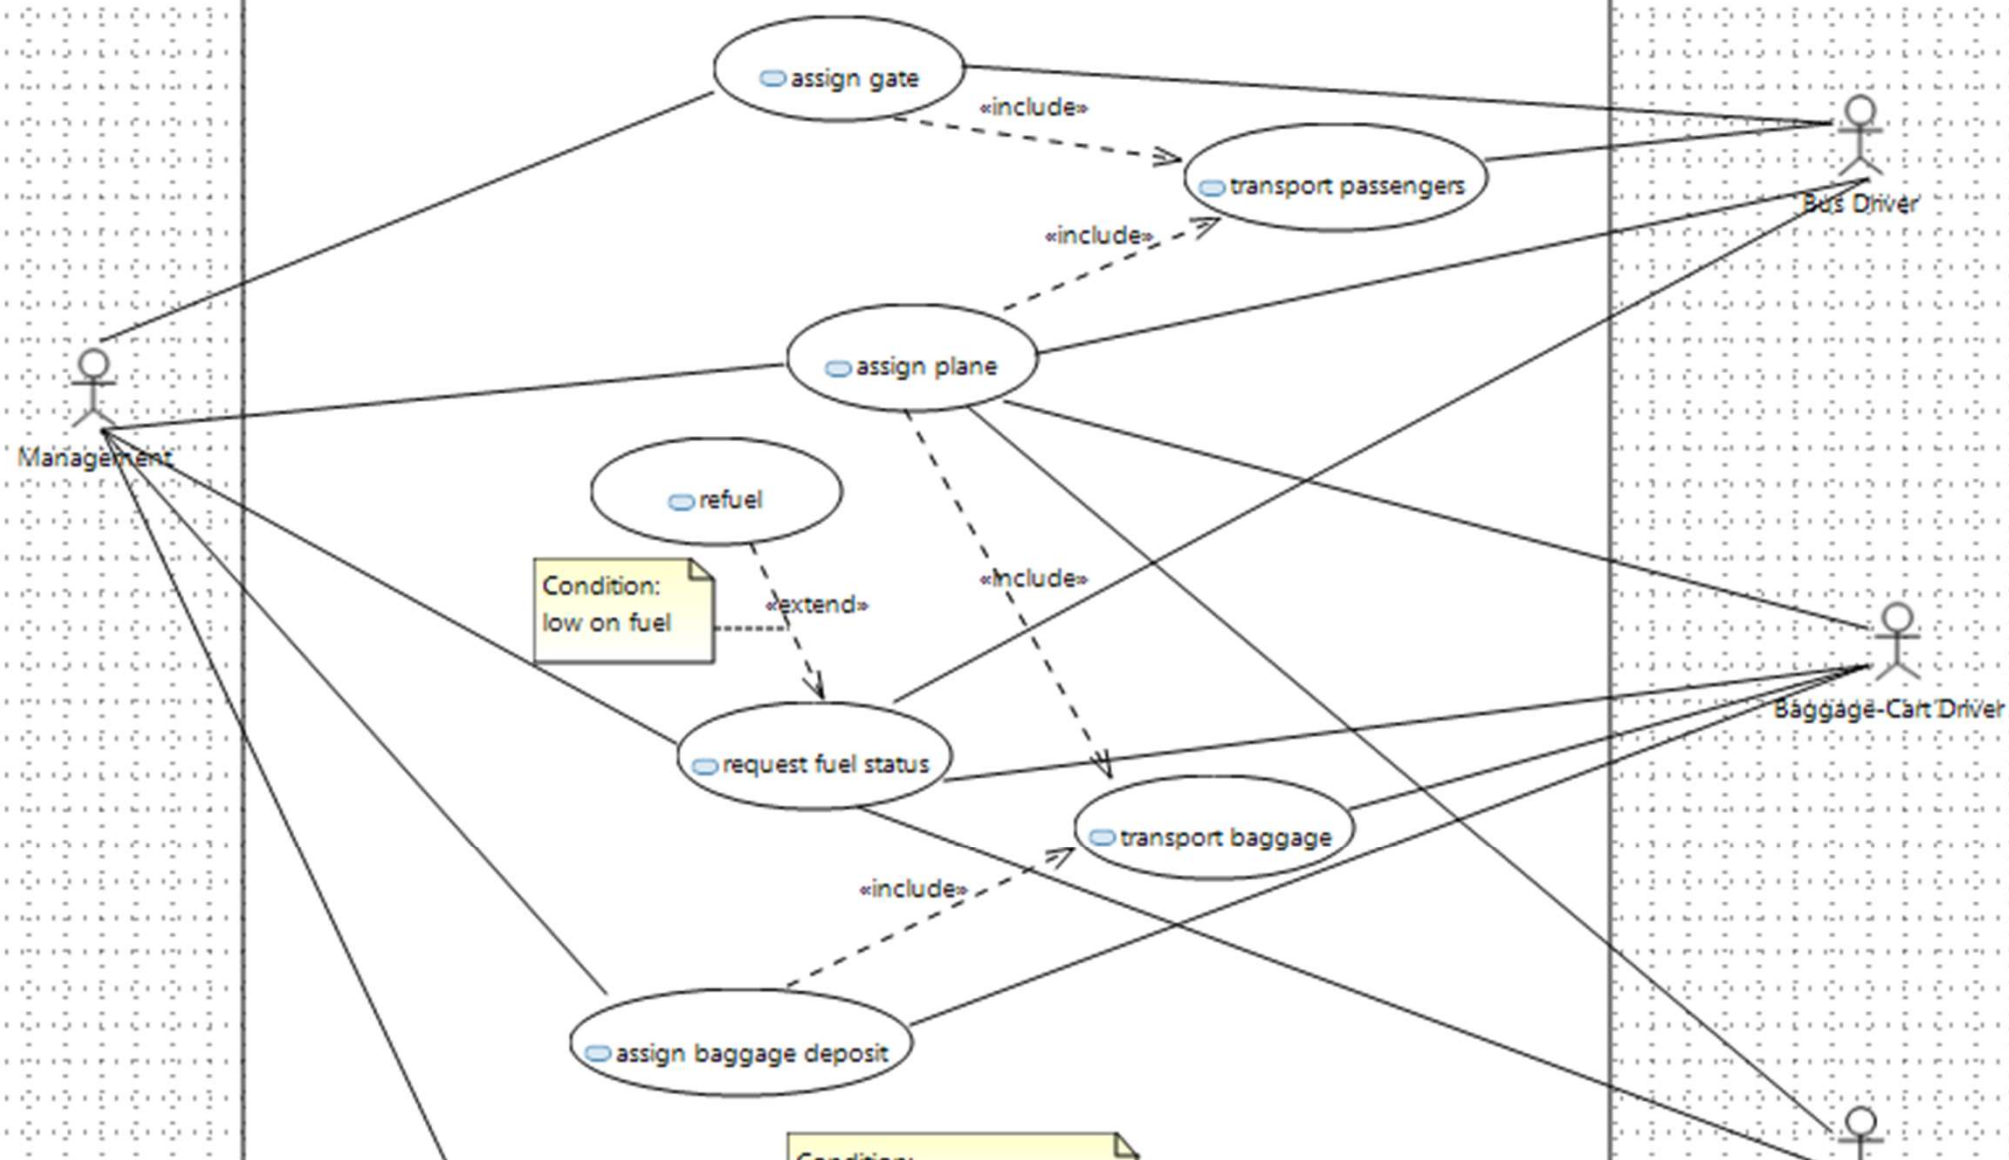 assign gate
«include»
transport passengers
Bus Driver
«include»
assign plane
Management
refuel
Condition:
low on fuel
«extend»
«include»
request fuel status
Baggage-Cart Driver
transport baggage
«include»
assign baggage deposit
Condition: